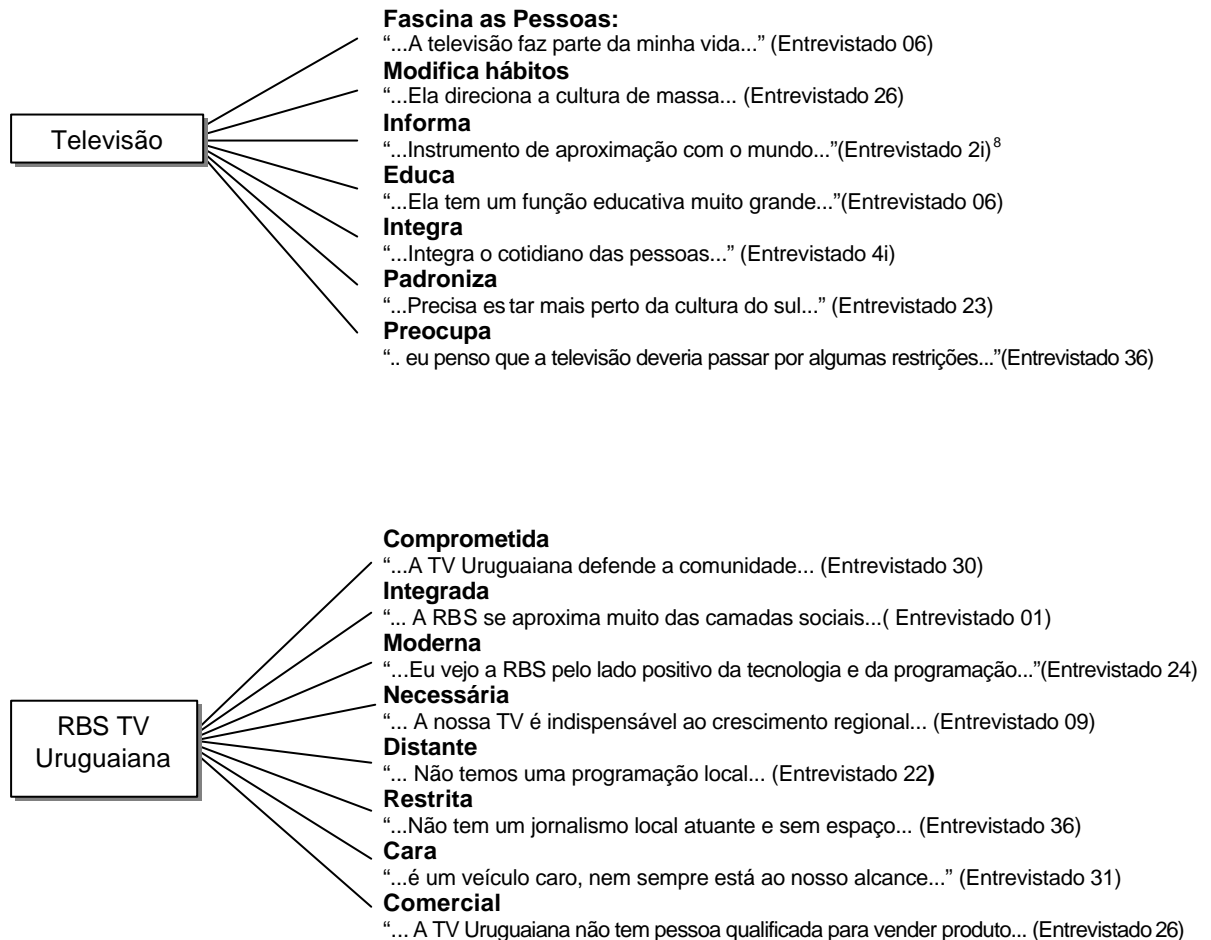 Televisão
Fascina as Pessoas:
“...A televisão faz parte da minha vida...” (Entrevistado 06)
Modifica hábitos
“...Ela direciona a cultura de massa... (Entrevistado 26)
Informa
“...Instrumento de aproximação com o mundo...”(Entrevistado 2i)⁸
Educa
“...Ela tem um função educativa muito grande...”(Entrevistado 06)
Integra
“...Integra o cotidiano das pessoas...” (Entrevistado 4i)
Padroniza
“...Precisa es tar mais perto da cultura do sul...” (Entrevistado 23)
Preocupa
“.. eu penso que a televisão deveria passar por algumas restrições...”(Entrevistado 36)
RBS TV
Uruguaiana
Comprometida
“...A TV Uruguaiana defende a comunidade... (Entrevistado 30)
Integrada
“... A RBS se aproxima muito das camadas sociais...( Entrevistado 01)
Moderna
“...Eu vejo a RBS pelo lado positivo da tecnologia e da programação...”(Entrevistado 24)
Necessária
“... A nossa TV é indispensável ao crescimento regional... (Entrevistado 09)
Distante
“... Não temos uma programação local... (Entrevistado 22)
Restrita
“...Não tem um jornalismo local atuante e sem espaço... (Entrevistado 36)
Cara
“...é um veículo caro, nem sempre está ao nosso alcance...” (Entrevistado 31)
Comercial
“... A TV Uruguaiana não tem pessoa qualificada para vender produto... (Entrevistado 26)